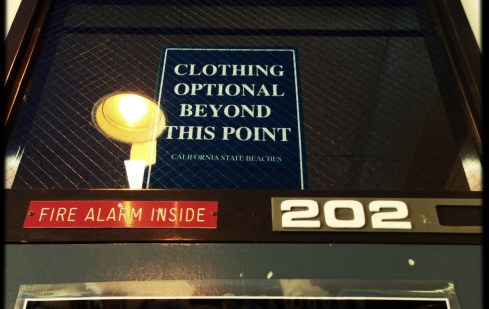 CLOTHING
OPTIONAL
BEYOND
THIS POINT
CALIFORNIA STATE BEACHES
FIRE ALARM INSIDE
202